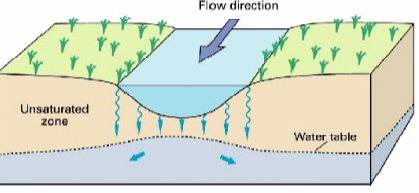 Flow direction
Unsaturated
zone
Water table